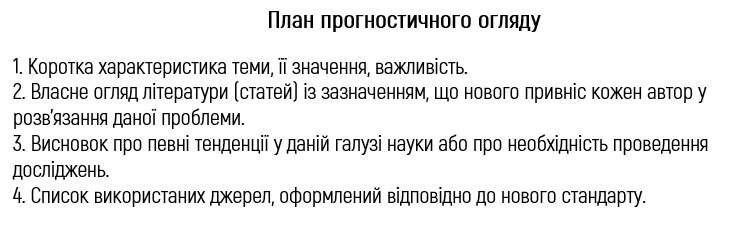 План прогностичного огляду
1. Коротка характеристика теми, її значення, важливість.
2. Власне огляд літератури (статей) із зазначенням, що нового привніс кожен автор у
розв'язання даної проблеми.
3. Висновок про певні тенденції у даній галузі науки або про необхідність проведення
досліджень.
4. Список використаних джерел, оформлений відповідно до нового стандарту.